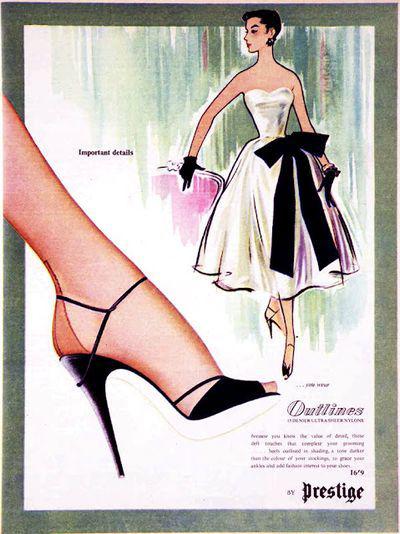 Important details
. . . you wear
Outlines
15 DENIER ULTRA SHEER NYLONS
because you know the value of detail, those
deft touches that complete your grooming
heels outlined in shading, a tone darker
than the colour of your stockings, to grace your
ankles and add fashion interest to your shoes
16/9
BY Prestige